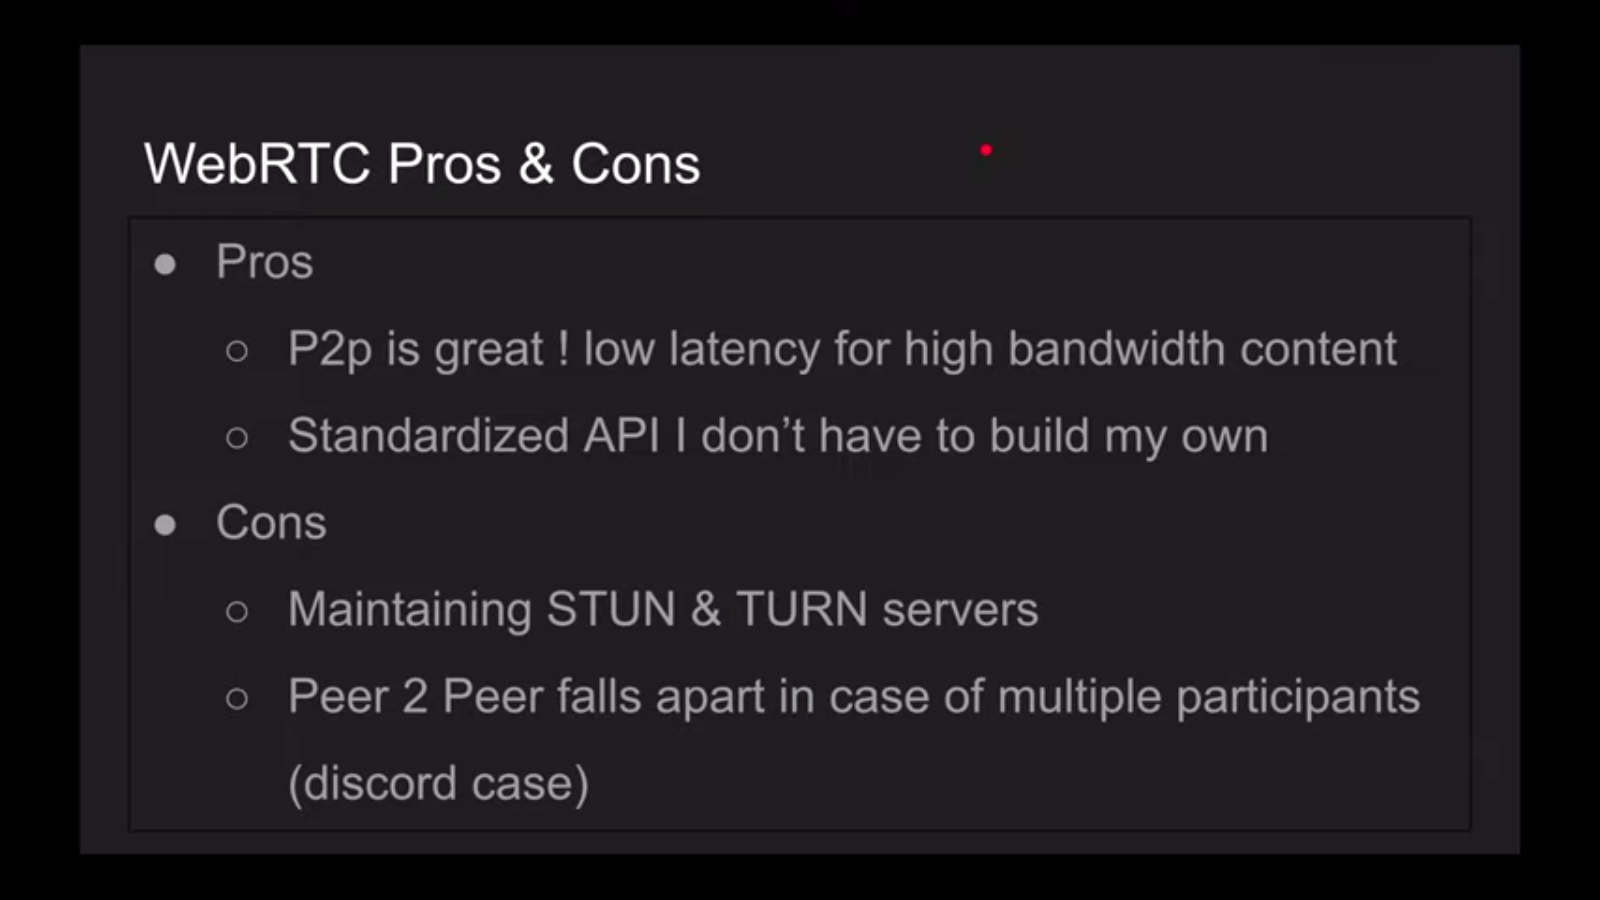 WebRTC Pros & Cons
● Pros
○ P2p is great ! low latency for high bandwidth content
○ Standardized API I don’t have to build my own
● Cons
○ Maintaining STUN & TURN servers
○ Peer 2 Peer falls apart in case of multiple participants
(discord case)